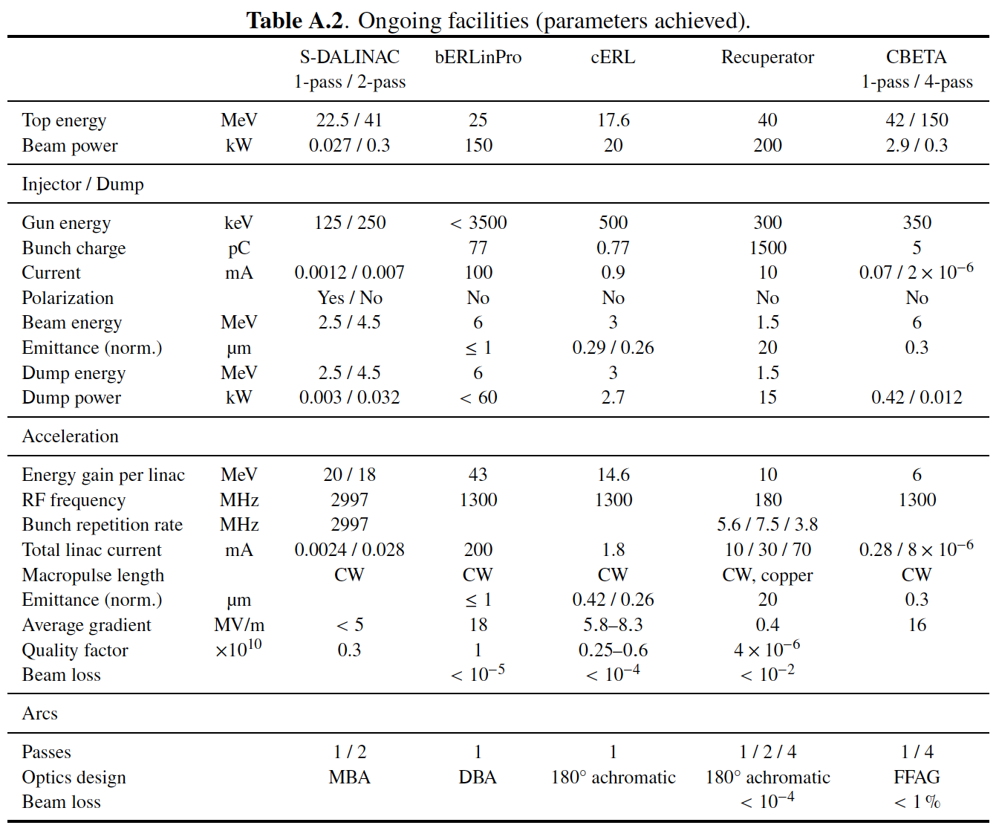 Table A.2. Ongoing facilities (parameters achieved).
S-DALINAC bERLinPro cERL Recuperator CBETA
1-pass / 2-pass 1-pass / 4-pass
Top energy MeV 22.5 / 41 25 17.6 40 42 / 150
Beam power kW 0.027 / 0.3 150 20 200 2.9 / 0.3
Injector / Dump
Gun energy keV 125 / 250 < 3500 500 300 350
Bunch charge pC 77 0.77 1500 5
Current mA 0.0012 / 0.007 100 0.9 10 0.07 / 2 × 10⁻⁶
Polarization Yes / No No No No No
Beam energy MeV 2.5 / 4.5 6 3 1.5 6
Emittance (norm.) μm ≤ 1 0.29 / 0.26 20 0.3
Dump energy MeV 2.5 / 4.5 6 3 1.5
Dump power kW 0.003 / 0.032 < 60 2.7 15 0.42 / 0.012
Acceleration
Energy gain per linac MeV 20 / 18 43 14.6 10 6
RF frequency MHz 2997 1300 1300 180 1300
Bunch repetition rate MHz 2997 5.6 / 7.5 / 3.8
Total linac current mA 0.0024 / 0.028 200 1.8 10 / 30 / 70 0.28 / 8 × 10⁻⁶
Macropulse length CW CW CW CW, copper CW
Emittance (norm.) μm ≤ 1 0.42 / 0.26 20 0.3
Average gradient MV/m < 5 18 5.8–8.3 0.4 16
Quality factor ×10¹⁰ 0.3 1 0.25–0.6 4 × 10⁻⁶
Beam loss < 10⁻⁵ < 10⁻⁴ < 10⁻²
Arcs
Passes 1 / 2 1 1 1 / 2 / 4 1 / 4
Optics design MBA DBA 180° achromatic 180° achromatic FFAG
Beam loss < 10⁻⁴ < 1 %